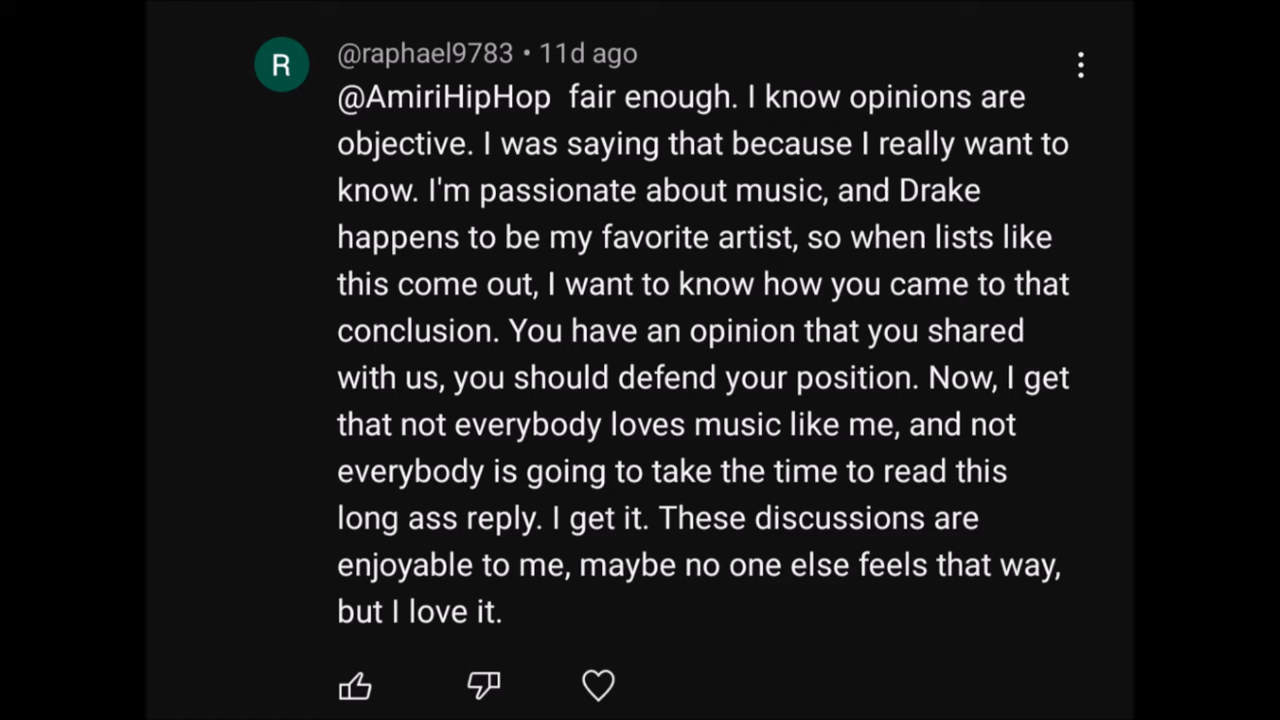 @raphael9783 • 11d ago
R
@AmiriHipHop fair enough. I know opinions are
objective. I was saying that because I really want to
know. I'm passionate about music, and Drake
happens to be my favorite artist, so when lists like
this come out, I want to know how you came to that
conclusion. You have an opinion that you shared
with us, you should defend your position. Now, I get
that not everybody loves music like me, and not
everybody is going to take the time to read this
long ass reply. I get it. These discussions are
enjoyable to me, maybe no one else feels that way,
but I love it.